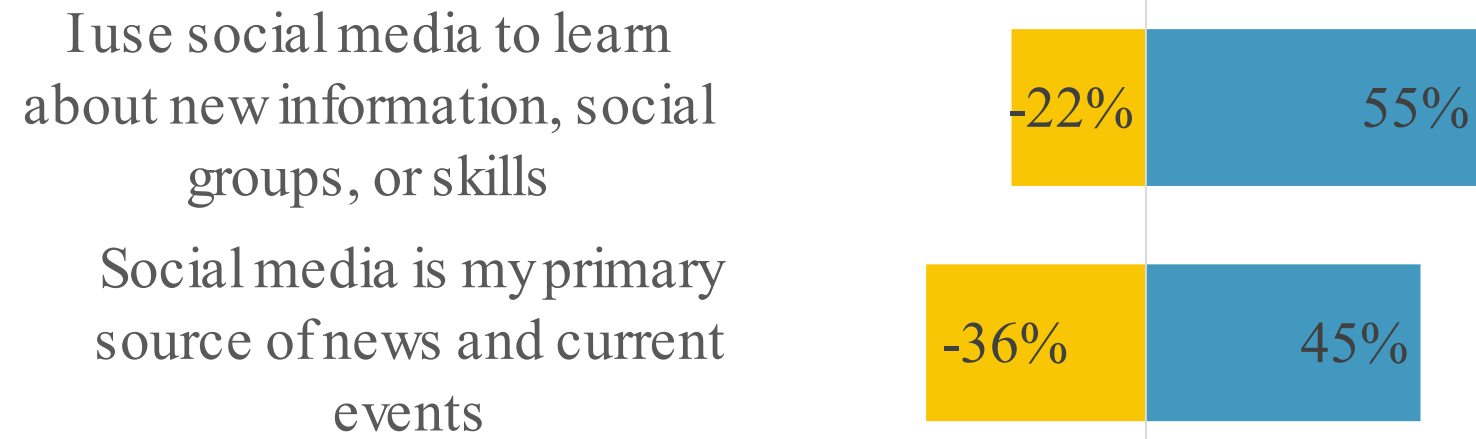 I use social media to learn
about new information, social
groups, or skills
-22%
55%
Social media is my primary
source of news and current
events
-36%
45%